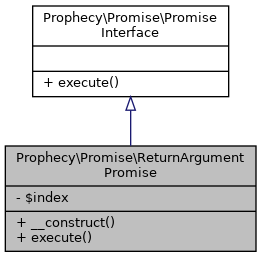 Prophecy\Promise\Promise
Interface
+ execute()
Prophecy\Promise\ReturnArgument
Promise
- $index
+ __construct()
+ execute()